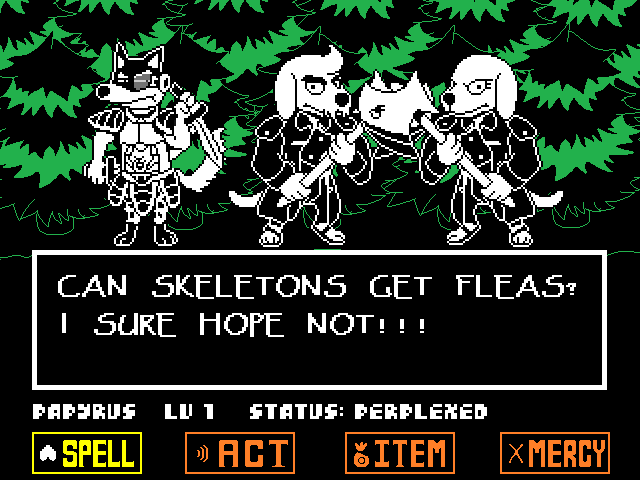 CAN SKELETONS GET FLEAS?
I SURE HOPE NOT!!!
PAPYRUS LV 1 STATUS: PERPLEXED
SPELL ACT ITEM MERCY